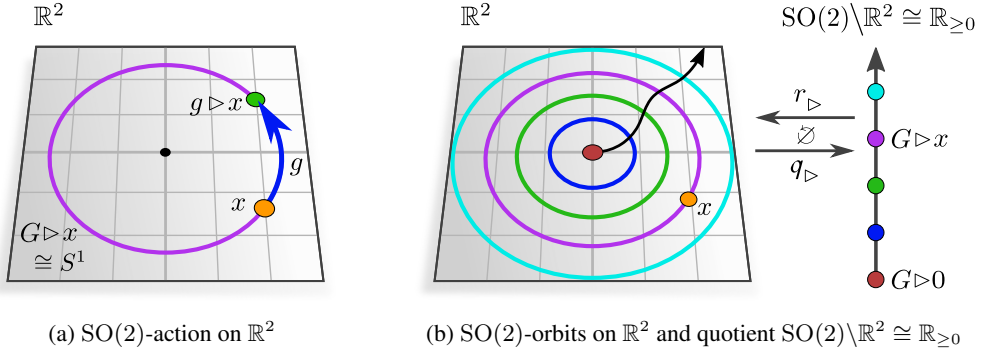 ℝ²
g ▷ x
g
x
G ▷ x
≅ S¹
(a) SO(2)-action on ℝ²
ℝ²
x
SO(2)\ℝ² ≅ ℝ≥0
r▷
q▷
G ▷ x
G ▷ 0
(b) SO(2)-orbits on ℝ² and quotient SO(2)\ℝ² ≅ ℝ≥0